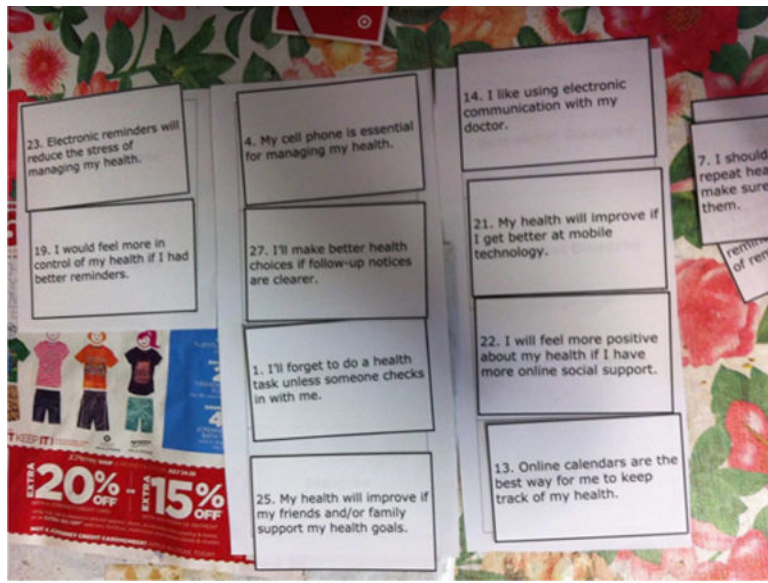 23. Electronic reminders will
reduce the stress of
managing my health.
19. I would feel more in
control of my health if I had
better reminders.
4. My cell phone is essential
for managing my health.
27. I'll make better health
choices if follow-up notices
are clearer.
1. I'll forget to do a health
task unless someone checks
in with me.
25. My health will improve if
my friends and/or family
support my health goals.
14. I like using electronic
communication with my
doctor.
21. My health will improve if
I get better at mobile
technology.
22. I will feel more positive
about my health if I have
more online social support.
13. Online calendars are the
best way for me to keep
track of my health.
7. I should
repeat hea
make sure
them.
remin
of ren
T KEEP IT!
EXTRA 20% OFF - EXTRA 15% OFF